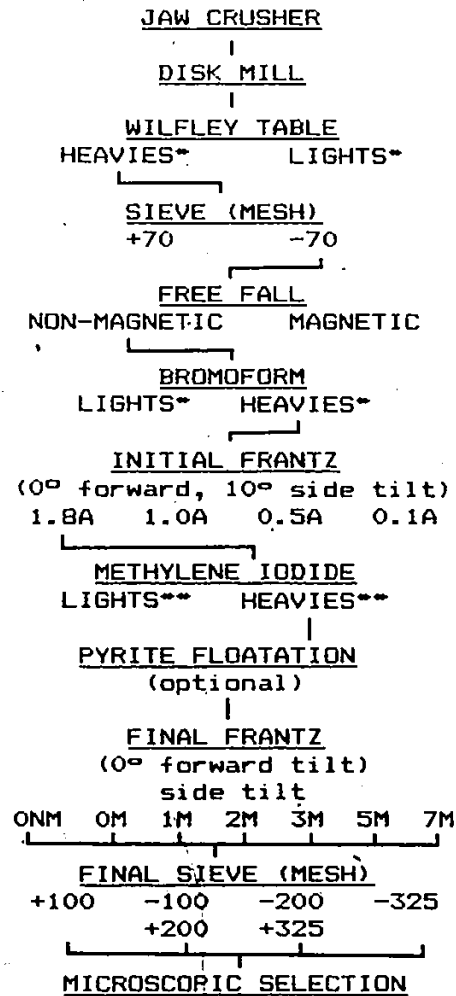 JAW CRUSHER
DISK MILL
WILFLEY TABLE
HEAVIES* LIGHTS*
SIEVE (MESH)
+70 -70
FREE FALL
NON-MAGNETIC MAGNETIC
BROMOFORM
LIGHTS* HEAVIES*
INITIAL FRANTZ
(0° forward, 10° side tilt)
1.8A 1.0A 0.5A 0.1A
METHYLENE IODIDE
LIGHTS** HEAVIES**
PYRITE FLOATATION
(optional)
FINAL FRANTZ
(0° forward tilt)
side tilt
0NM 0M 1M 2M 3M 5M 7M
FINAL SIEVE (MESH)
+100 -100 -200 -325
+200 +325
MICROSCOPIC SELECTION